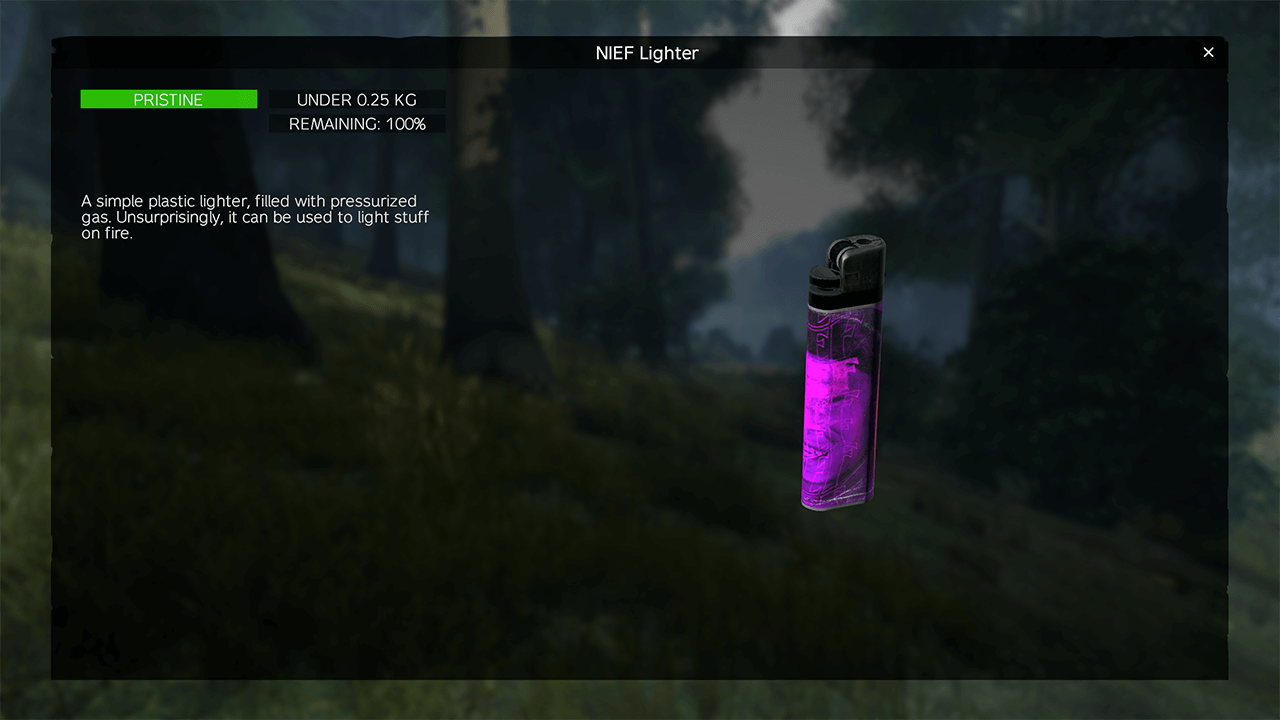 NIEF Lighter
PRISTINE
UNDER 0.25 KG
REMAINING: 100%
A simple plastic lighter, filled with pressurized
gas. Unsurprisingly, it can be used to light stuff
on fire.